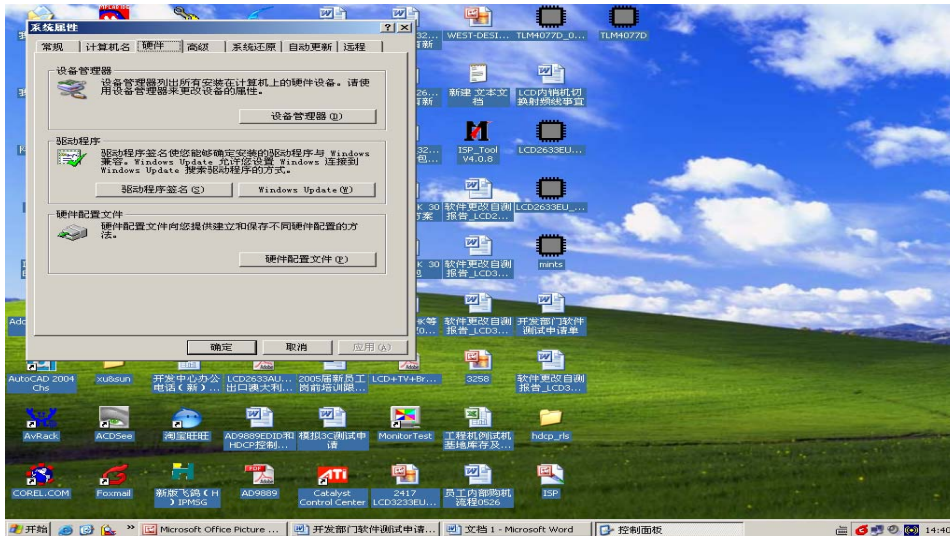 系统属性
常规
计算机名
硬件
高级
系统还原
自动更新
远程
设备管理器
设备管理器列出所有安装在计算机上的硬件设备。请使
用设备管理器来更改设备的属性。
设备管理器(D)
驱动程序
驱动程序签名使您能够确定安装的驱动程序与 Windows
兼容。Windows Update 允许您设置 Windows 连接到
Windows Update 搜索驱动程序的方式。
驱动程序签名(S)
Windows Update(W)
硬件配置文件
硬件配置文件向您提供建立和保存不同硬件配置的方
法。
硬件配置文件(P)
确定
取消
应用(A)
WEST-DESI...
TLM4077D_0...
TLM4077D
新建 文本文
档
LCD内销机切
换射频线事宜
ISP_Tool
V4.0.8
LCD2633EU...
软件更改自测
报告_LCD2...
LCD2633EU_...
软件更改自测
报告_LCD3...
mints
软件更改自测
报告_LCD3...
开发部门软件
测试申请单
AutoCAD 2004
Chs
xu&sun
开发中心办公
电话(新)...
LCD2633AU...
出口澳大利...
2005届新员工
岗前培训跟...
LCD+TV+Br...
3258
软件更改自测
报告_LCD3...
AvRack
ACDSee
淘宝旺旺
AD9889EDID和
HDCP控制...
模拟3C测试申
请
MonitorTest
工程机例试机
基地库存及...
hdcp_rls
COREL.COM
Foxmail
新版飞鸽(H
)IPMSG
AD9889
Catalyst
Control Center
2417
LCD3233EU...
员工内部购机
流程0526
ISP
开始
Microsoft Office Picture ...
开发部门软件测试申请...
文档 1 - Microsoft Word
控制面板
14:40